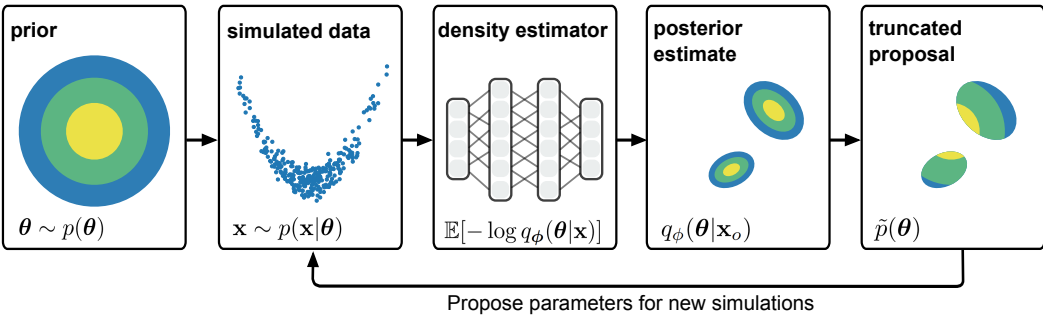 prior
simulated data
density estimator
posterior
estimate
truncated
proposal
𝜽 ∼ p(𝜽)
𝐱 ∼ p(𝐱|𝜽)
𝔼[− log q_𝝓(𝜽|𝐱)]
q_ϕ(𝜽|𝐱_o)
p̃(𝜽)
Propose parameters for new simulations